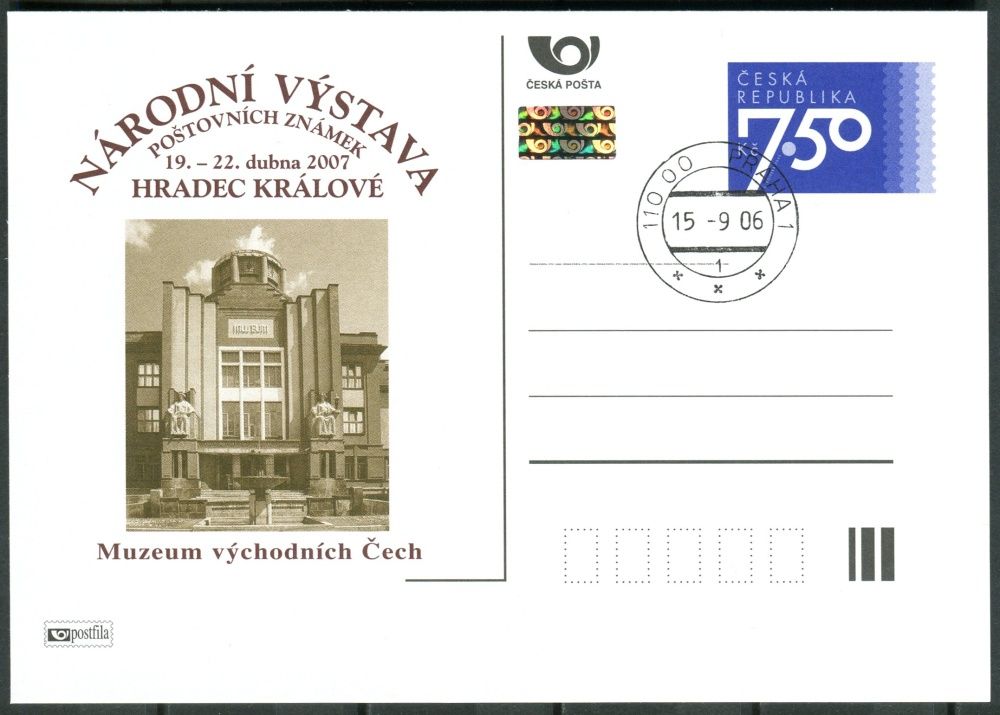 NÁRODNÍ VÝSTAVA
POŠTOVNÍCH ZNÁMEK
19. – 22. dubna 2007
HRADEC KRÁLOVÉ
MUSEUM
Muzeum východních Čech
postfila
ČESKÁ POŠTA
ČESKÁ
REPUBLIKA
Kč 7.50
110 00 PRAHA 1
15 -9 06
1